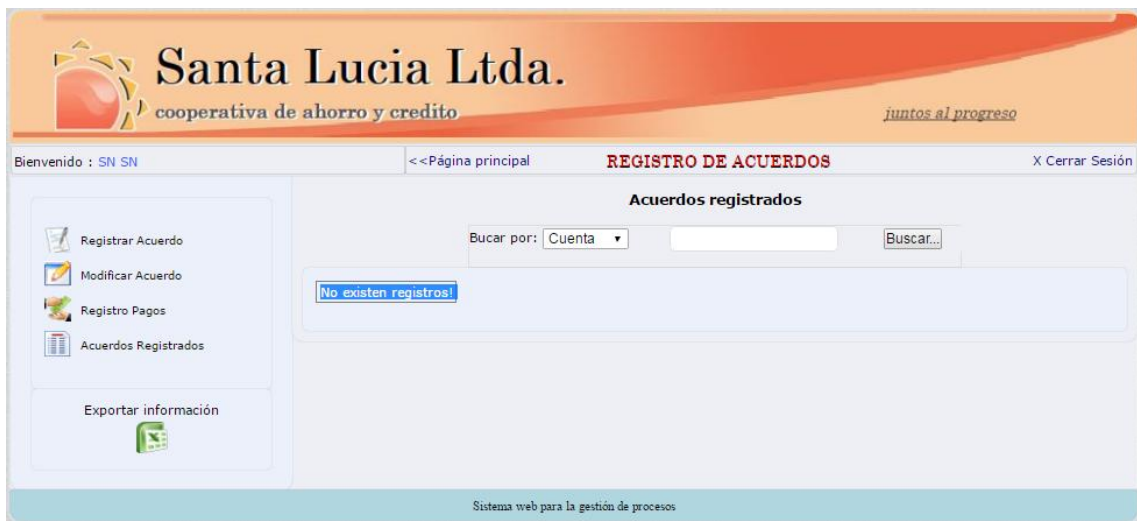 Santa Lucia Ltda.
cooperativa de ahorro y credito
juntos al progreso
Bienvenido : SN SN
<<Página principal
REGISTRO DE ACUERDOS
X Cerrar Sesión
Registrar Acuerdo
Modificar Acuerdo
Registro Pagos
Acuerdos Registrados
Exportar información
Acuerdos registrados
Bucar por: Cuenta Buscar...
No existen registros!
Sistema web para la gestión de procesos